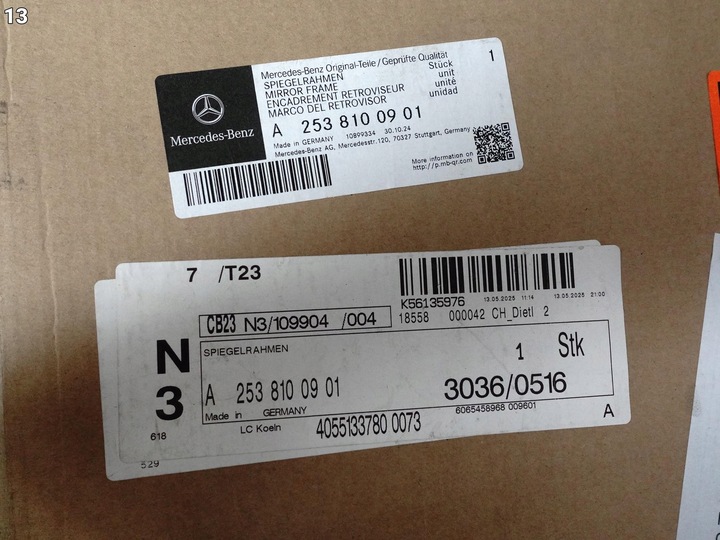 13
Mercedes-Benz
Mercedes-Benz Original-Teile / Geprüfte Qualität
SPIEGELRAHMEN Stück 1
MIRROR FRAME unit
ENCADREMENT RETROVISEUR unité
MARCO DEL RETROVISOR unidad
A 253 810 09 01
Made in GERMANY 10899334 30.10.24
Mercedes-Benz AG, Mercedesstr.120, 70327 Stuttgart, Germany
More information on
http://p.mb-qr.com
7 /T23
K56135976 13.05.2025 11:14 13.05.2025 21:00
CB23 N3/109904 /004 18558 000042 CH_Dietl 2
N
3
SPIEGELRAHMEN 1 Stk
A 253 810 09 01 3036/0516
Made in GERMANY 6065458968 009601
LC Koeln 4055133780 0073 A
618
529